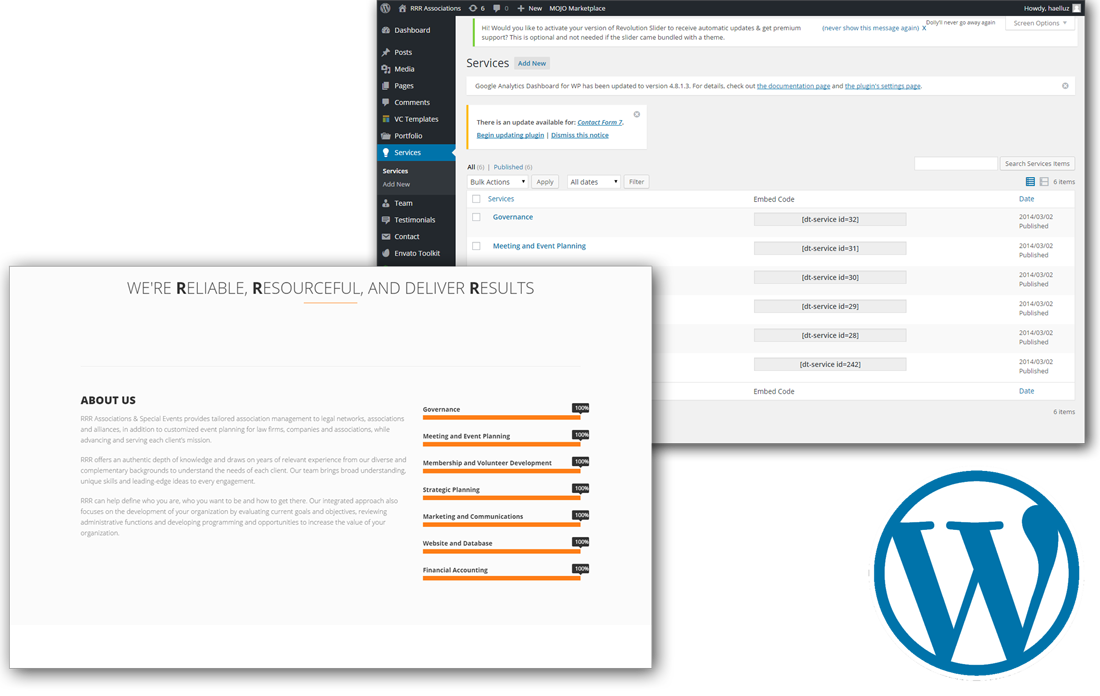 RRR Associations 6 0 New MOJO Marketplace Howdy, haelluz
Dashboard
Posts
Media
Pages
Comments
VC Templates
Portfolio
Services
Services
Add New
Team
Testimonials
Contact
Envato Toolkit
Dolly'll never go away again
Screen Options
Hi! Would you like to activate your version of Revolution Slider to receive automatic updates & get premium
support? This is optional and not needed if the slider came bundled with a theme.
(never show this message again) X
Services Add New
Google Analytics Dashboard for WP has been updated to version 4.8.1.3. For details, check out the documentation page and the plugin's settings page.
There is an update available for: Contact Form 7.
Begin updating plugin | Dismiss this notice
All (6) | Published (6)
Search Services Items
Bulk Actions Apply All dates Filter
6 items
Services Embed Code Date
Governance [dt-service id=32] 2014/03/02
Published
Meeting and Event Planning [dt-service id=31] 2014/03/02
Published
[dt-service id=30] 2014/03/02
Published
[dt-service id=29] 2014/03/02
Published
[dt-service id=28] 2014/03/02
Published
[dt-service id=242] 2014/03/02
Published
Embed Code Date
6 items
WE'RE RELIABLE, RESOURCEFUL, AND DELIVER RESULTS
ABOUT US
RRR Associations & Special Events provides tailored association management to legal networks, associations
and alliances, in addition to customized event planning for law firms, companies and associations, while
advancing and serving each client's mission.
RRR offers an authentic depth of knowledge and draws on years of relevant experience from our diverse and
complementary backgrounds to understand the needs of each client. Our team brings broad understanding,
unique skills and leading-edge ideas to every engagement.
RRR can help define who you are, who you want to be and how to get there. Our integrated approach also
focuses on the development of your organization by evaluating current goals and objectives, reviewing
administrative functions and developing programming and opportunities to increase the value of your
organization.
Governance 100%
Meeting and Event Planning 100%
Membership and Volunteer Development 100%
Strategic Planning 100%
Marketing and Communications 100%
Website and Database 100%
Financial Accounting 100%
W